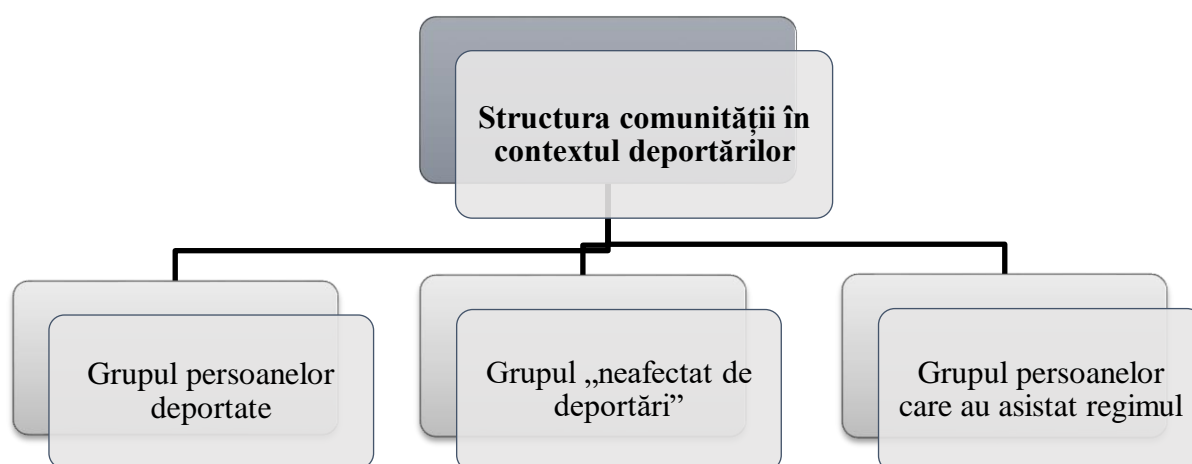 Structura comunității în
contextul deportărilor
Grupul persoanelor
deportate
Grupul „neafectat de
deportări”
Grupul persoanelor
care au asistat regimul